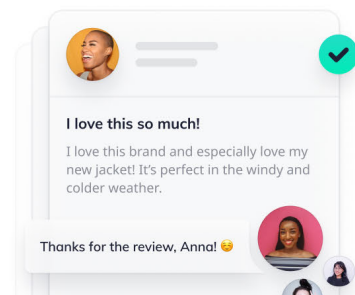 I love this so much!
I love this brand and especially love my
new jacket! It's perfect in the windy and
colder weather.
Thanks for the review, Anna! ☺️